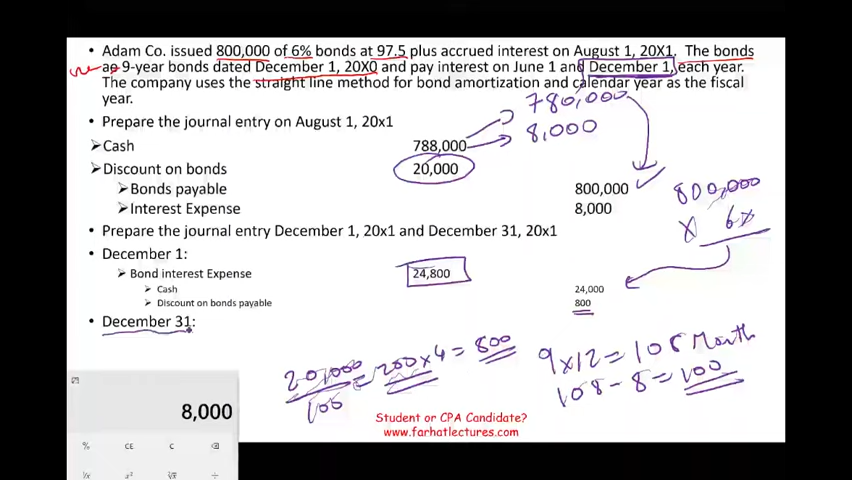 • Adam Co. issued 800,000 of 6% bonds at 97.5 plus accrued interest on August 1, 20X1. The bonds
are 9-year bonds dated December 1, 20X0 and pay interest on June 1 and December 1, each year.
The company uses the straight line method for bond amortization and calendar year as the fiscal
year.
780,000
• Prepare the journal entry on August 1, 20x1
8,000
➢Cash 788,000
➢Discount on bonds 20,000
➢Bonds payable 800,000
➢Interest Expense 8,000
800,000
X 6%
• Prepare the journal entry December 1, 20x1 and December 31, 20x1
• December 1:
➢ Bond interest Expense 24,800
➢ Cash 24,000
➢ Discount on bonds payable 800
• December 31:
20,000 / 100 = 200 x 4 = 800
9 x 12 = 108 Month
108 - 8 = 100
Student or CPA Candidate?
www.farhatlectures.com
8,000
% CE C